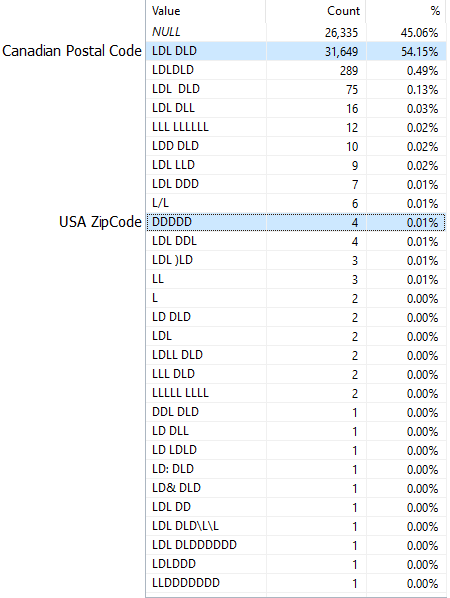 Value Count %
NULL 26,335 45.06%
Canadian Postal Code LDL DLD 31,649 54.15%
LDLDLD 289 0.49%
LDL  DLD 75 0.13%
LDL DLL 16 0.03%
LLL LLLLLL 12 0.02%
LDD DLD 10 0.02%
LDL LLD 9 0.02%
LDL DDD 7 0.01%
L/L 6 0.01%
USA ZipCode DDDDD 4 0.01%
LDL DDL 4 0.01%
LDL )LD 3 0.01%
LL 3 0.01%
L 2 0.00%
LD DLD 2 0.00%
LDL 2 0.00%
LDLL DLD 2 0.00%
LLL DLD 2 0.00%
LLLLL LLLL 2 0.00%
DDL DLD 1 0.00%
LD DLL 1 0.00%
LD LDLD 1 0.00%
LD: DLD 1 0.00%
LD& DLD 1 0.00%
LDL DD 1 0.00%
LDL DLD\L\L 1 0.00%
LDL DLDDDDDD 1 0.00%
LDLDDD 1 0.00%
LLDDDDDDD 1 0.00%